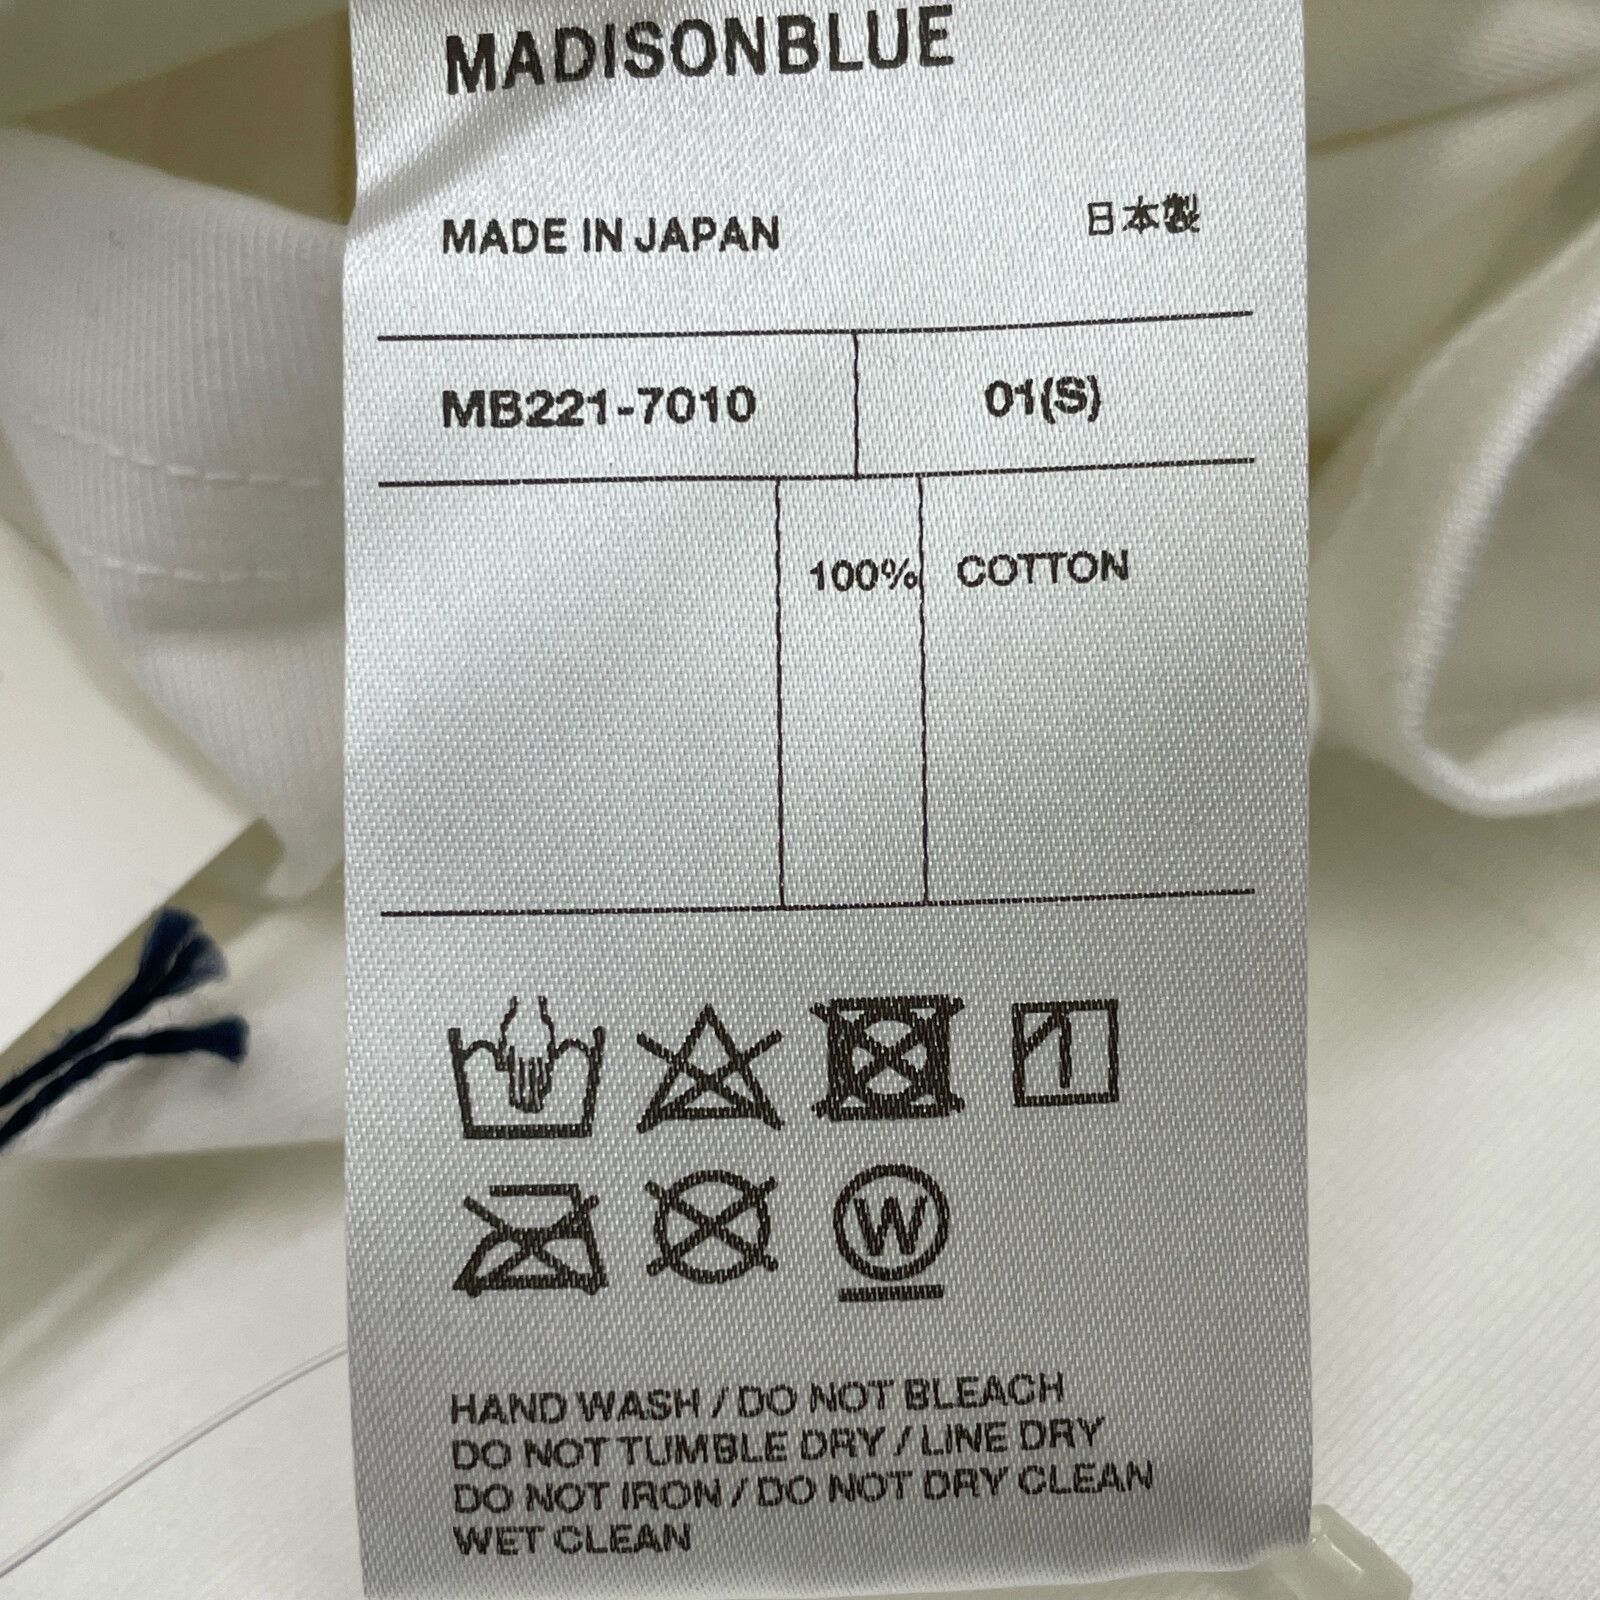 MADISONBLUE
MADE IN JAPAN 日本製
MB221-7010 01(S)
100% COTTON
W
HAND WASH / DO NOT BLEACH
DO NOT TUMBLE DRY / LINE DRY
DO NOT IRON / DO NOT DRY CLEAN
WET CLEAN